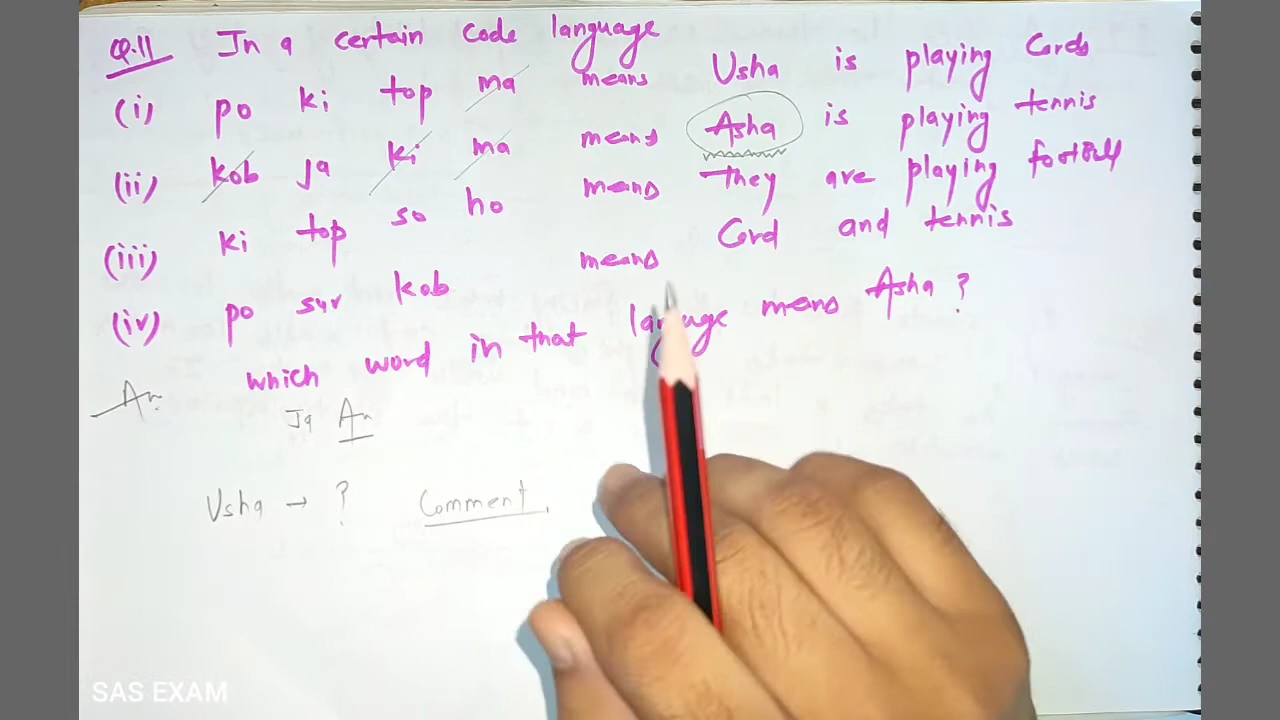 Q.11 In a certain code language
(i) po ki top ma means Usha is playing Cards
(ii) kob ja ki ma means Asha is playing tennis
(iii) ki top so ho means They are playing football
(iv) po sur kob means Card and tennis
which word in that language means Asha ?
An. Ja An
Usha → ? Comment
SAS EXAM